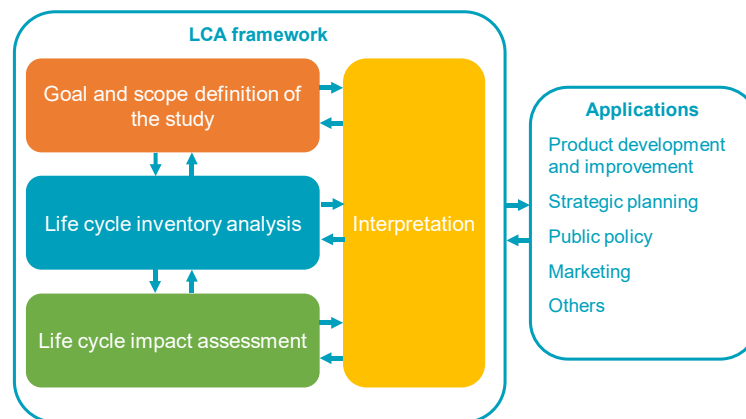 LCA framework
Goal and scope definition of
the study
Life cycle inventory analysis
Life cycle impact assessment
Interpretation
Applications
Product development
and improvement
Strategic planning
Public policy
Marketing
Others